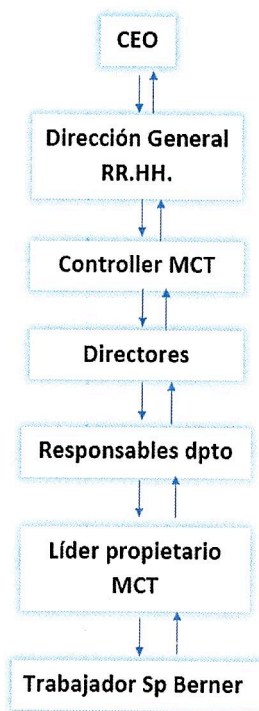 CEO
Dirección General
RR.HH.
Controller MCT
Directores
Responsables dpto
Líder propietario
MCT
Trabajador Sp Berner